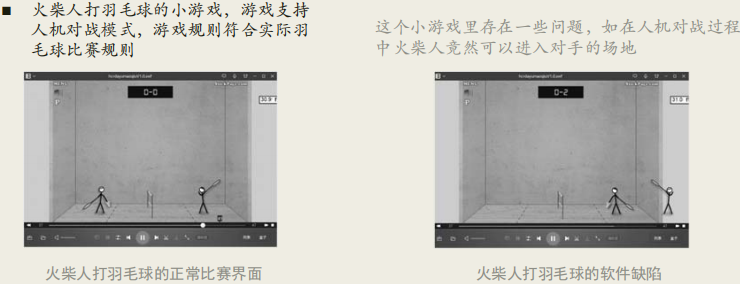 ■ 火柴人打羽毛球的小游戏，游戏支持
人机对战模式，游戏规则符合实际羽
毛球比赛规则
这个小游戏里存在一些问题，如在人机对战过程
中火柴人竟然可以进入对手的场地
0-0
30.9 F
0-2
31.0 F
火柴人打羽毛球的正常比赛界面
火柴人打羽毛球的软件缺陷